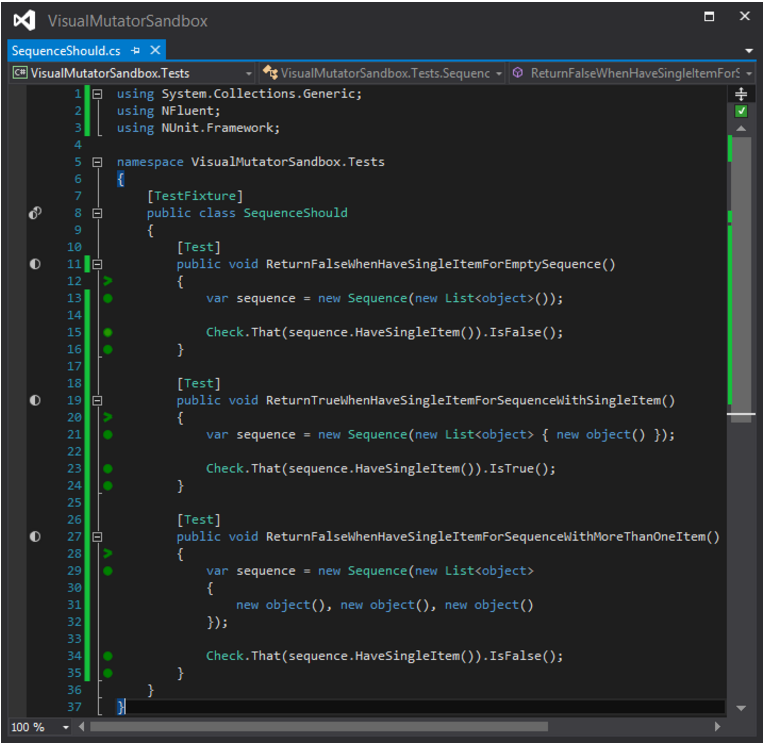 VisualMutatorSandbox
SequenceShould.cs
C# VisualMutatorSandbox.Tests
VisualMutatorSandbox.Tests.Sequenc
ReturnFalseWhenHaveSingleItemForS
1 using System.Collections.Generic;
2 using NFluent;
3 using NUnit.Framework;
4
5 namespace VisualMutatorSandbox.Tests
6 {
7 [TestFixture]
8 public class SequenceShould
9 {
10 [Test]
11 public void ReturnFalseWhenHaveSingleItemForEmptySequence()
12 {
13 var sequence = new Sequence(new List<object>());
14
15 Check.That(sequence.HaveSingleItem()).IsFalse();
16 }
17
18 [Test]
19 public void ReturnTrueWhenHaveSingleItemForSequenceWithSingleItem()
20 {
21 var sequence = new Sequence(new List<object> { new object() });
22
23 Check.That(sequence.HaveSingleItem()).IsTrue();
24 }
25
26 [Test]
27 public void ReturnFalseWhenHaveSingleItemForSequenceWithMoreThanOneItem()
28 {
29 var sequence = new Sequence(new List<object>
30 {
31 new object(), new object(), new object()
32 });
33
34 Check.That(sequence.HaveSingleItem()).IsFalse();
35 }
36 }
37 }
100 %